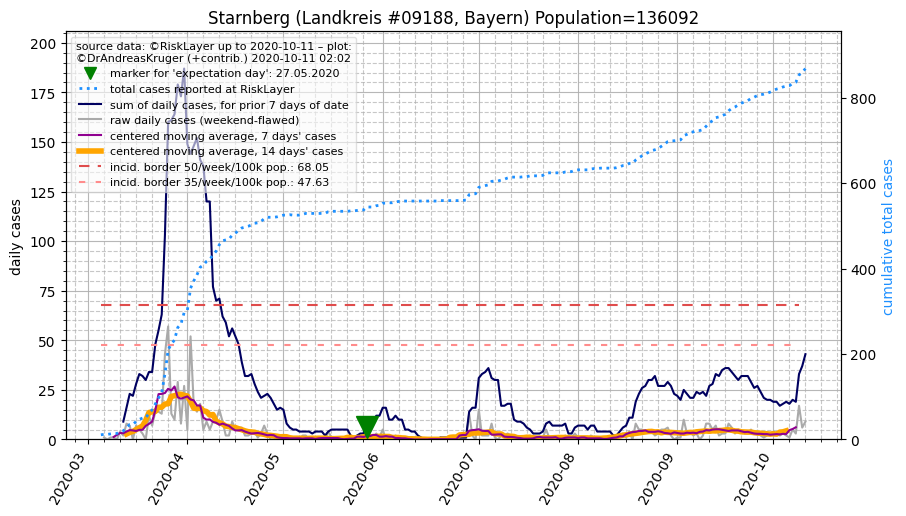 Starnberg (Landkreis #09188, Bayern) Population=136092
source data: ©RiskLayer up to 2020-10-11 – plot:
©DrAndreasKruger (+contrib.) 2020-10-11 02:02
marker for 'expectation day': 27.05.2020
total cases reported at RiskLayer
sum of daily cases, for prior 7 days of date
raw daily cases (weekend-flawed)
centered moving average, 7 days' cases
centered moving average, 14 days' cases
incid. border 50/week/100k pop.: 68.05
incid. border 35/week/100k pop.: 47.63
daily cases
200
175
150
125
100
75
50
25
0
cumulative total cases
800
600
400
200
0
2020-03
2020-04
2020-05
2020-06
2020-07
2020-08
2020-09
2020-10